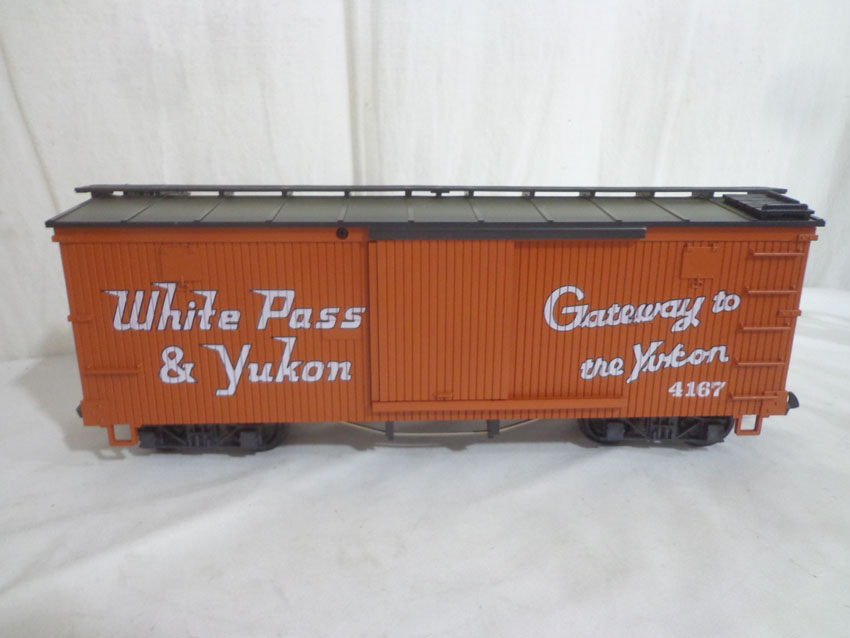 White Pass
& Yukon
Gateway to
the Yukon
4167